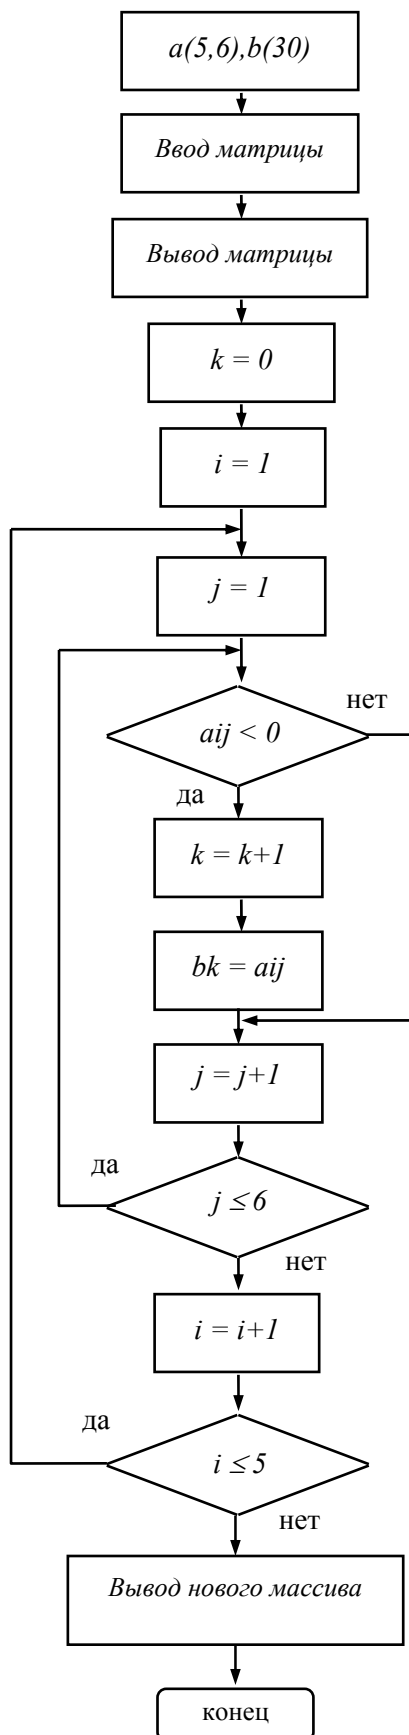 a(5,6),b(30)
Ввод матрицы
Вывод матрицы
k = 0
i = 1
j = 1
aij < 0
нет
да
k = k+1
bk = aij
j = j+1
да
j ≤ 6
нет
i = i+1
да
i ≤ 5
нет
Вывод нового массива
конец